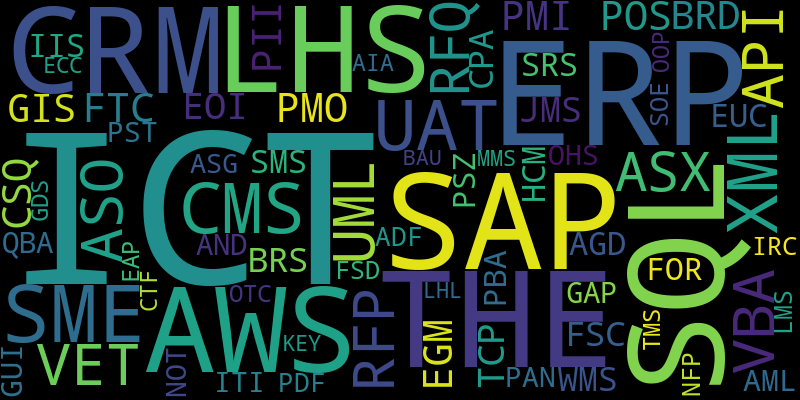 CRM
LHS
PII
RFQ
CPA
PMI
POS
BRD
API
IIS
ECC
AIA
SRS
OOP
ERP
GIS
FTC
EOI
PMO
UAT
JMS
SOE
EUC
PST
ICT
CSQ
GDS
ASO
ASG
SMS
CMS
UML
BAU
MMS
PSZ
HCM
OHS
ASX
XML
SAP
SQL
QBA
EAP
CTF
AND
BRS
FSD
ADF
AGD
FOR
IRC
SME
AWS
OTC
KEY
RFP
THE
LHL
PBA
GAP
FSC
TMS
VBA
LMS
GUI
VET
NOT
ITI
PDF
EGM
TCP
PAN
WMS
NFP
AML